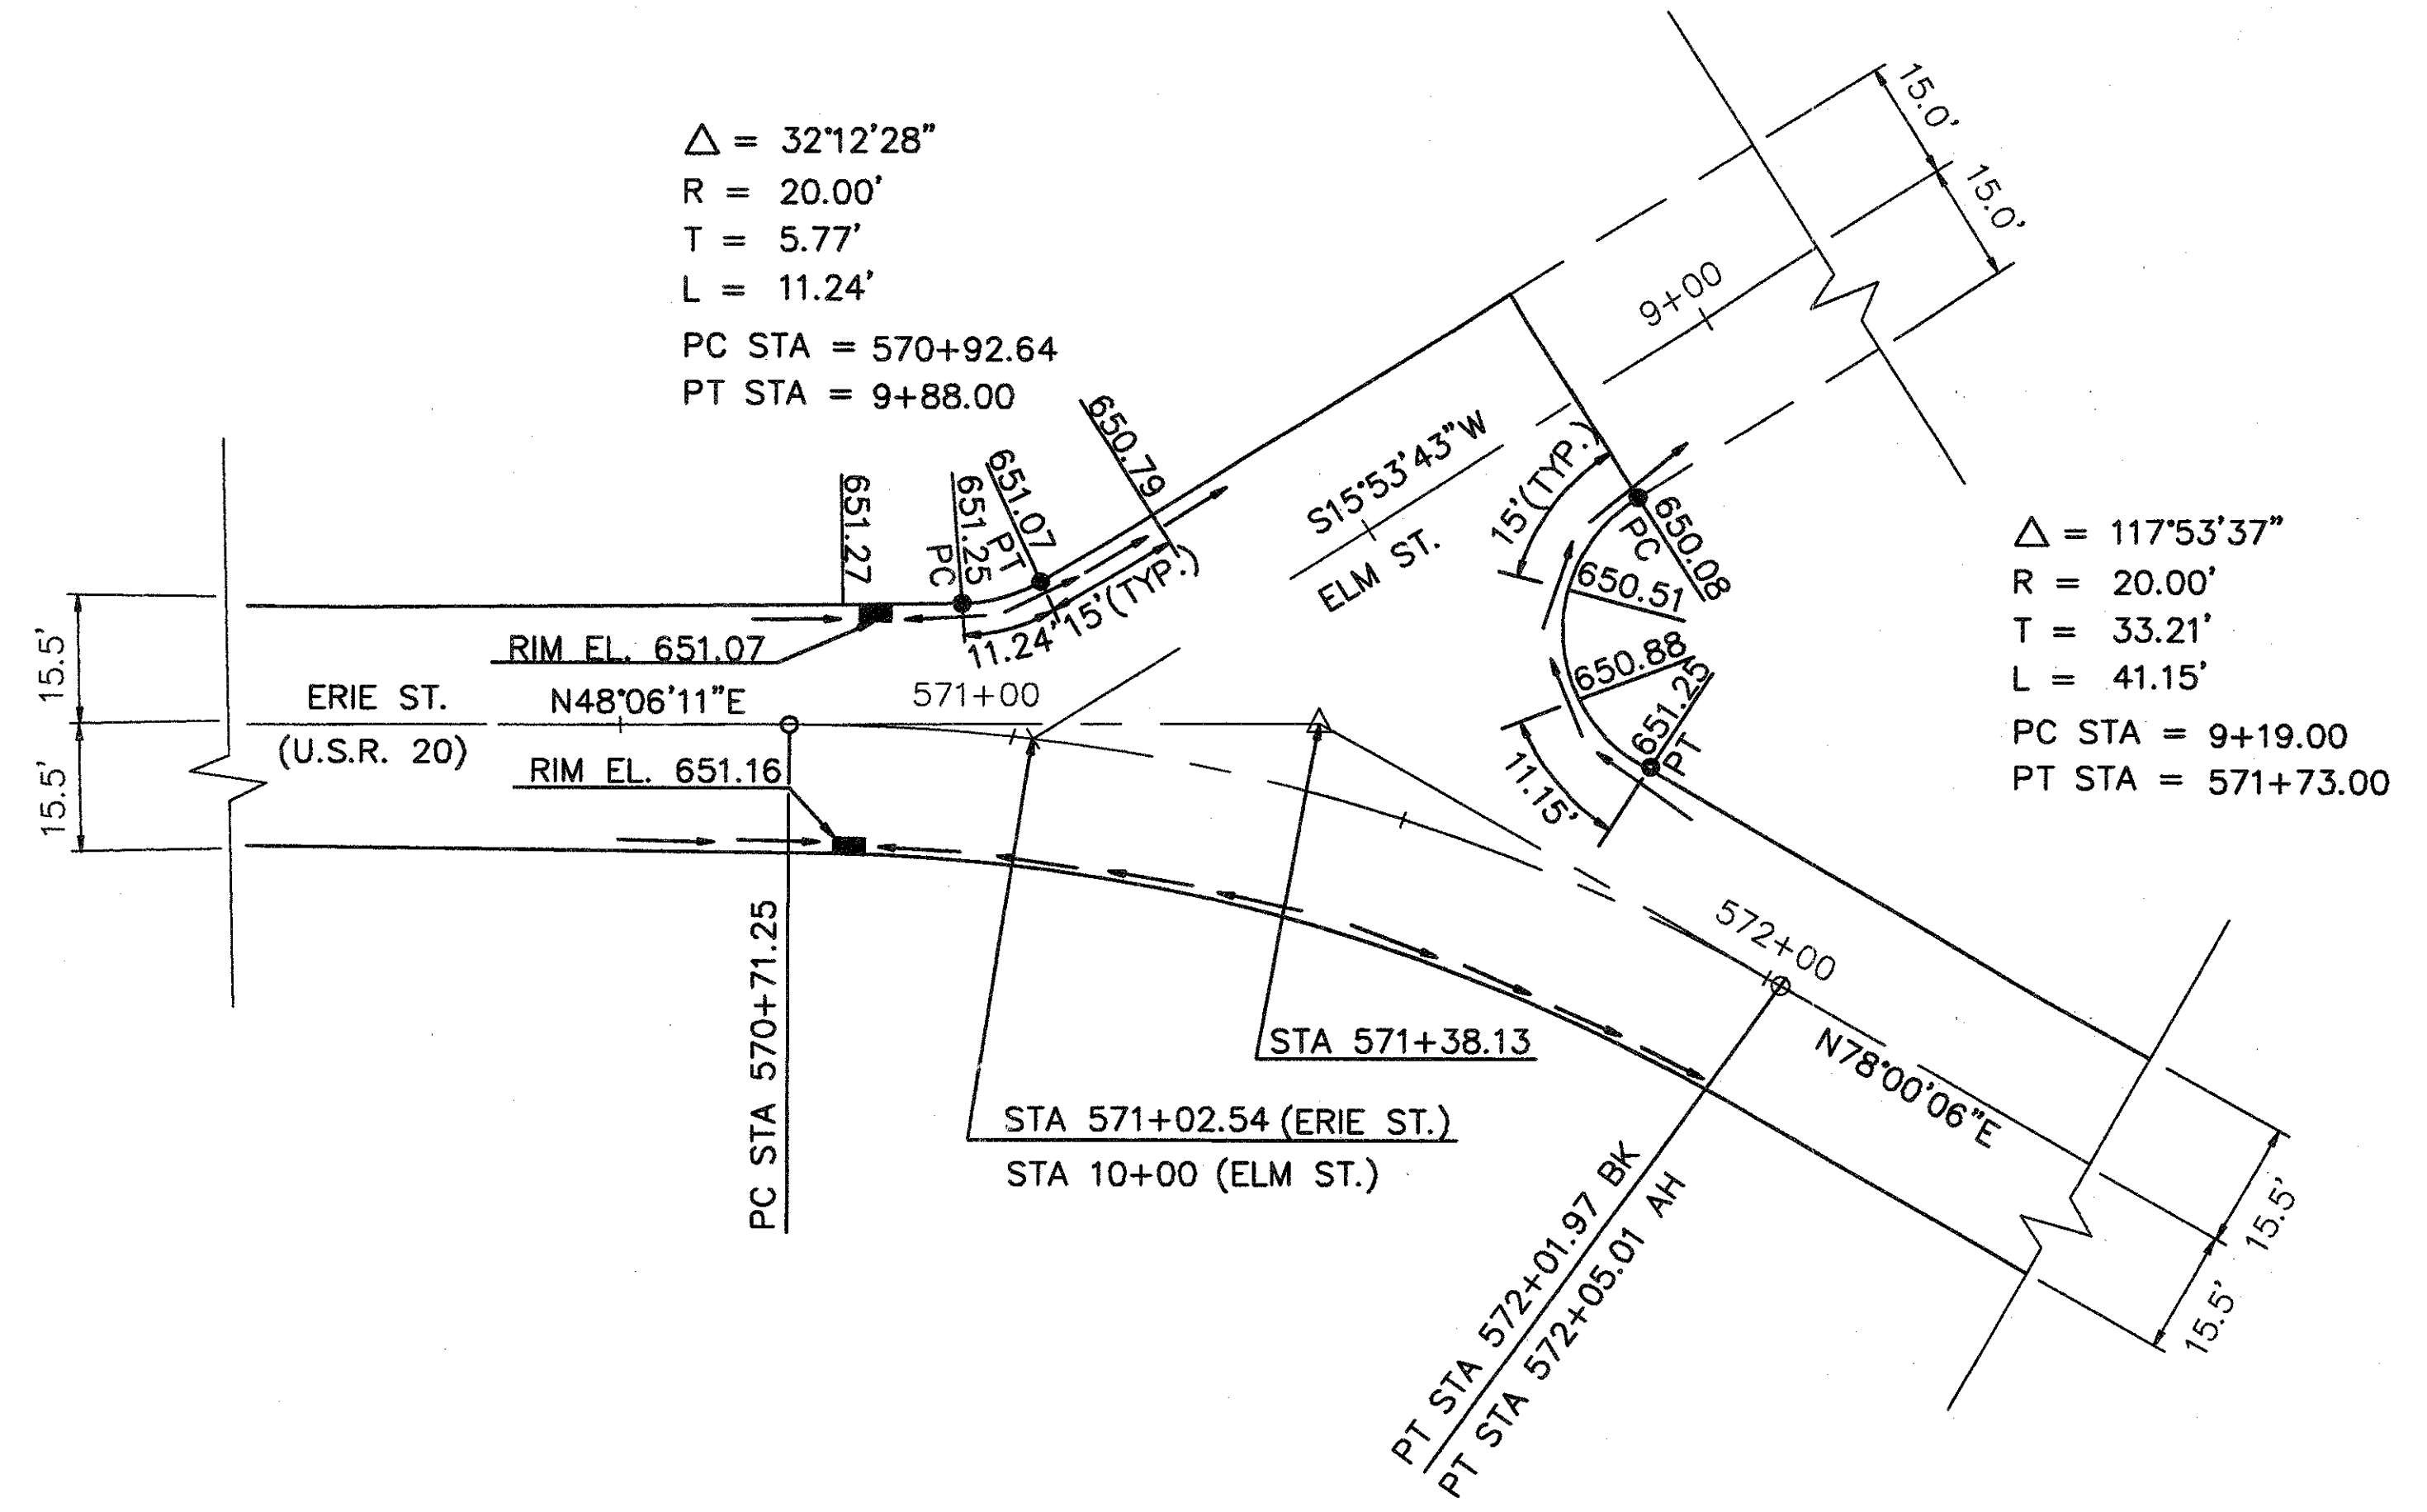 △ = 32°12'28"
R = 20.00'
T = 5.77'
L = 11.24'
PC STA = 570+92.64
PT STA = 9+88.00
15.0'
15.0'
9+00
S15°53'43"W
ELM ST.
650.79
651.07
PT
651.25
PC
651.27
11.24'
15'(TYP.)
15'(TYP.)
PC
650.08
650.51
650.88
651.25
PT
11.15'
△ = 117°53'37"
R = 20.00'
T = 33.21'
L = 41.15'
PC STA = 9+19.00
PT STA = 571+73.00
RIM EL. 651.07
15.5'
15.5'
ERIE ST.
(U.S.R. 20)
N48°06'11"E
571+00
RIM EL. 651.16
PC STA 570+71.25
STA 571+38.13
STA 571+02.54 (ERIE ST.)
STA 10+00 (ELM ST.)
572+00
N78°00'06"E
PT STA 572+01.97 BK
PT STA 572+05.01 AH
15.5'
15.5'